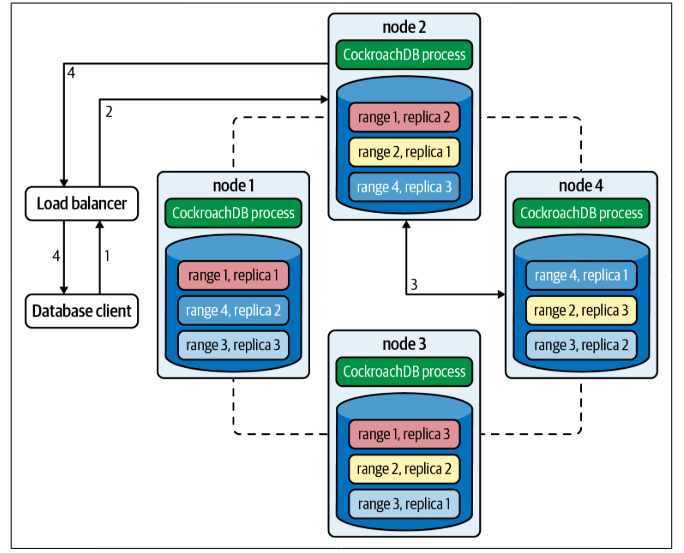 node 2
CockroachDB process
range 1, replica 2
range 2, replica 1
range 4, replica 3
4
2
Load balancer
4
1
Database client
node 1
CockroachDB process
range 1, replica 1
range 4, replica 2
range 3, replica 3
3
node 4
CockroachDB process
range 4, replica 1
range 2, replica 3
range 3, replica 2
node 3
CockroachDB process
range 1, replica 3
range 2, replica 2
range 3, replica 1